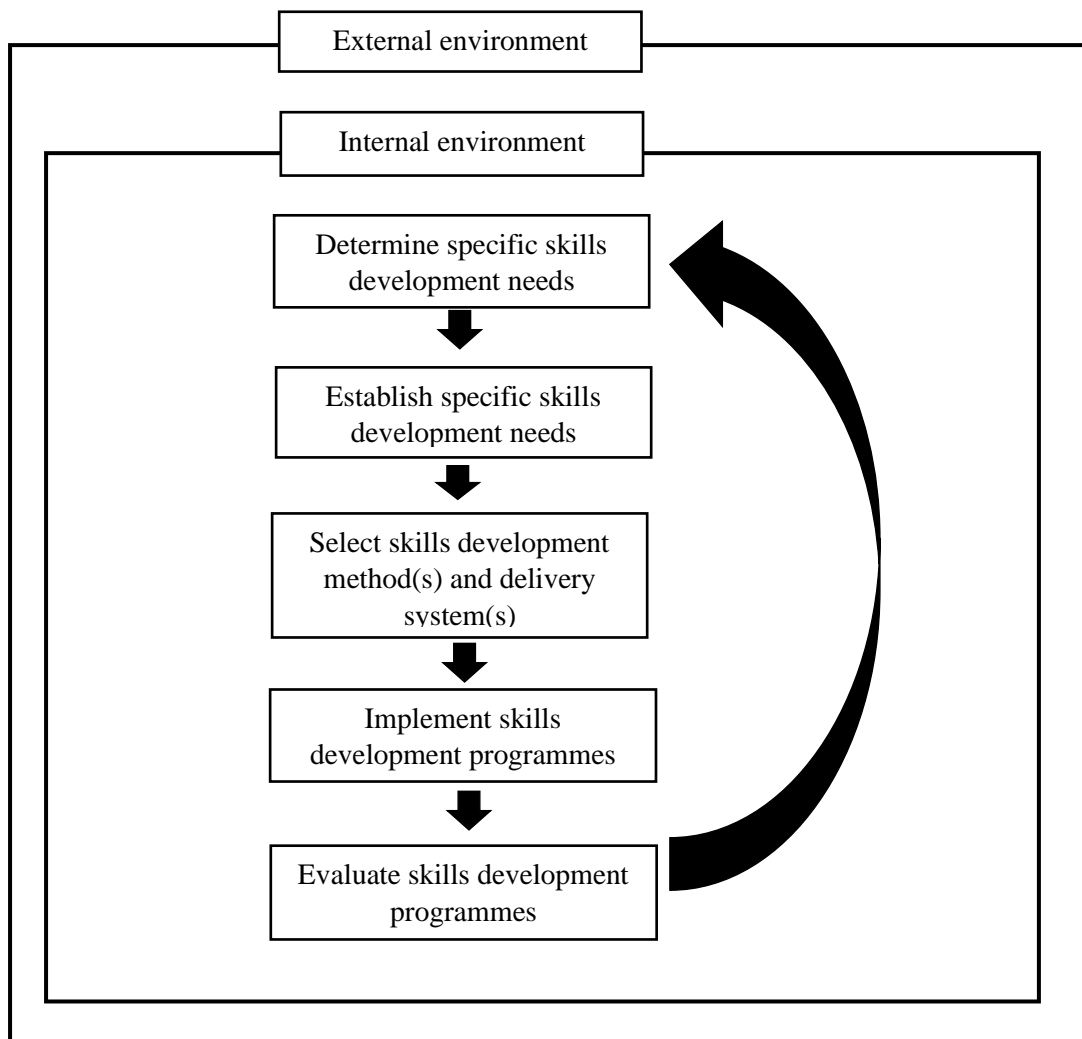 External environment
Internal environment
Determine specific skills
development needs
Establish specific skills
development needs
Select skills development
method(s) and delivery
system(s)
Implement skills
development programmes
Evaluate skills development
programmes